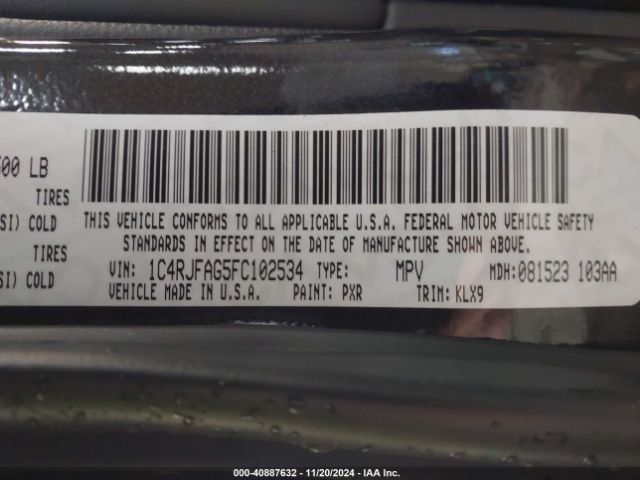 500 LB
TIRES
SI) COLD
TIRES
SI) COLD
THIS VEHICLE CONFORMS TO ALL APPLICABLE U.S.A. FEDERAL MOTOR VEHICLE SAFETY
STANDARDS IN EFFECT ON THE DATE OF MANUFACTURE SHOWN ABOVE.
VIN: 1C4RJFAG5FC102534 TYPE: MPV MDH:081523 103AA
VEHICLE MADE IN U.S.A. PAINT: PXR TRIM: KLX9
000-40887632 - 11/20/2024 - IAA Inc.